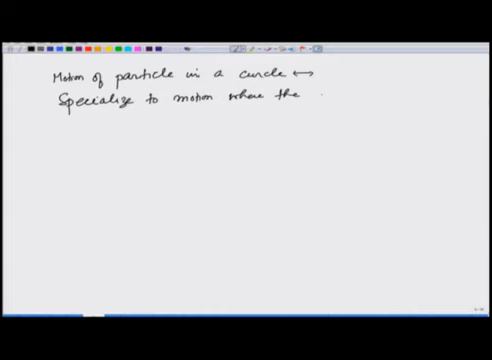 Motion of particle in a circle ↔
Specialize to motion where the